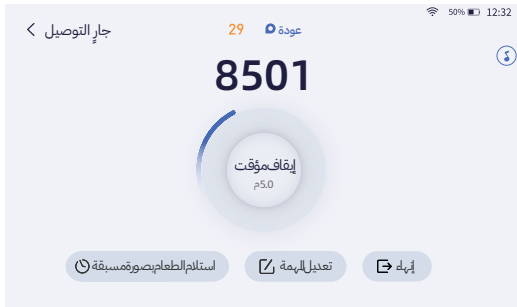 50% 12:32
جارٍ التوصيل
عودة 29
8501
إيقاف مؤقت
5.0م
إنهاء
تعديل المهمة
استلام الطعام بصورة مسبقة